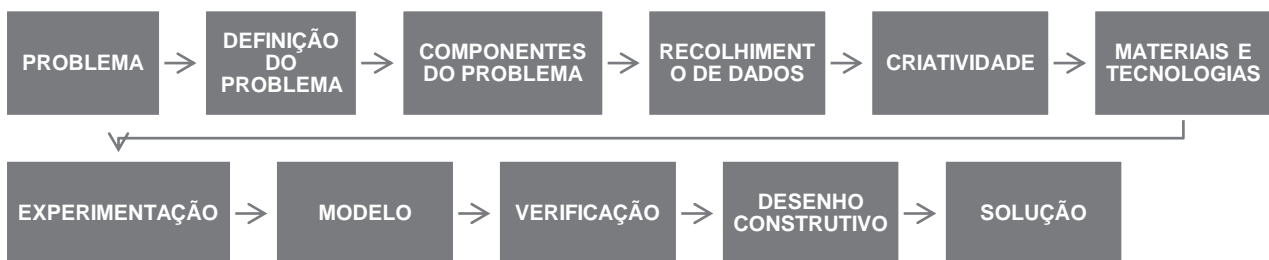 PROBLEMA
DEFINIÇÃO
DO
PROBLEMA
COMPONENTES
DO PROBLEMA
RECOLHIMENT
O DE DADOS
CRIATIVIDADE
MATERIAIS E
TECNOLOGIAS
EXPERIMENTAÇÃO
MODELO
VERIFICAÇÃO
DESENHO
CONSTRUTIVO
SOLUÇÃO